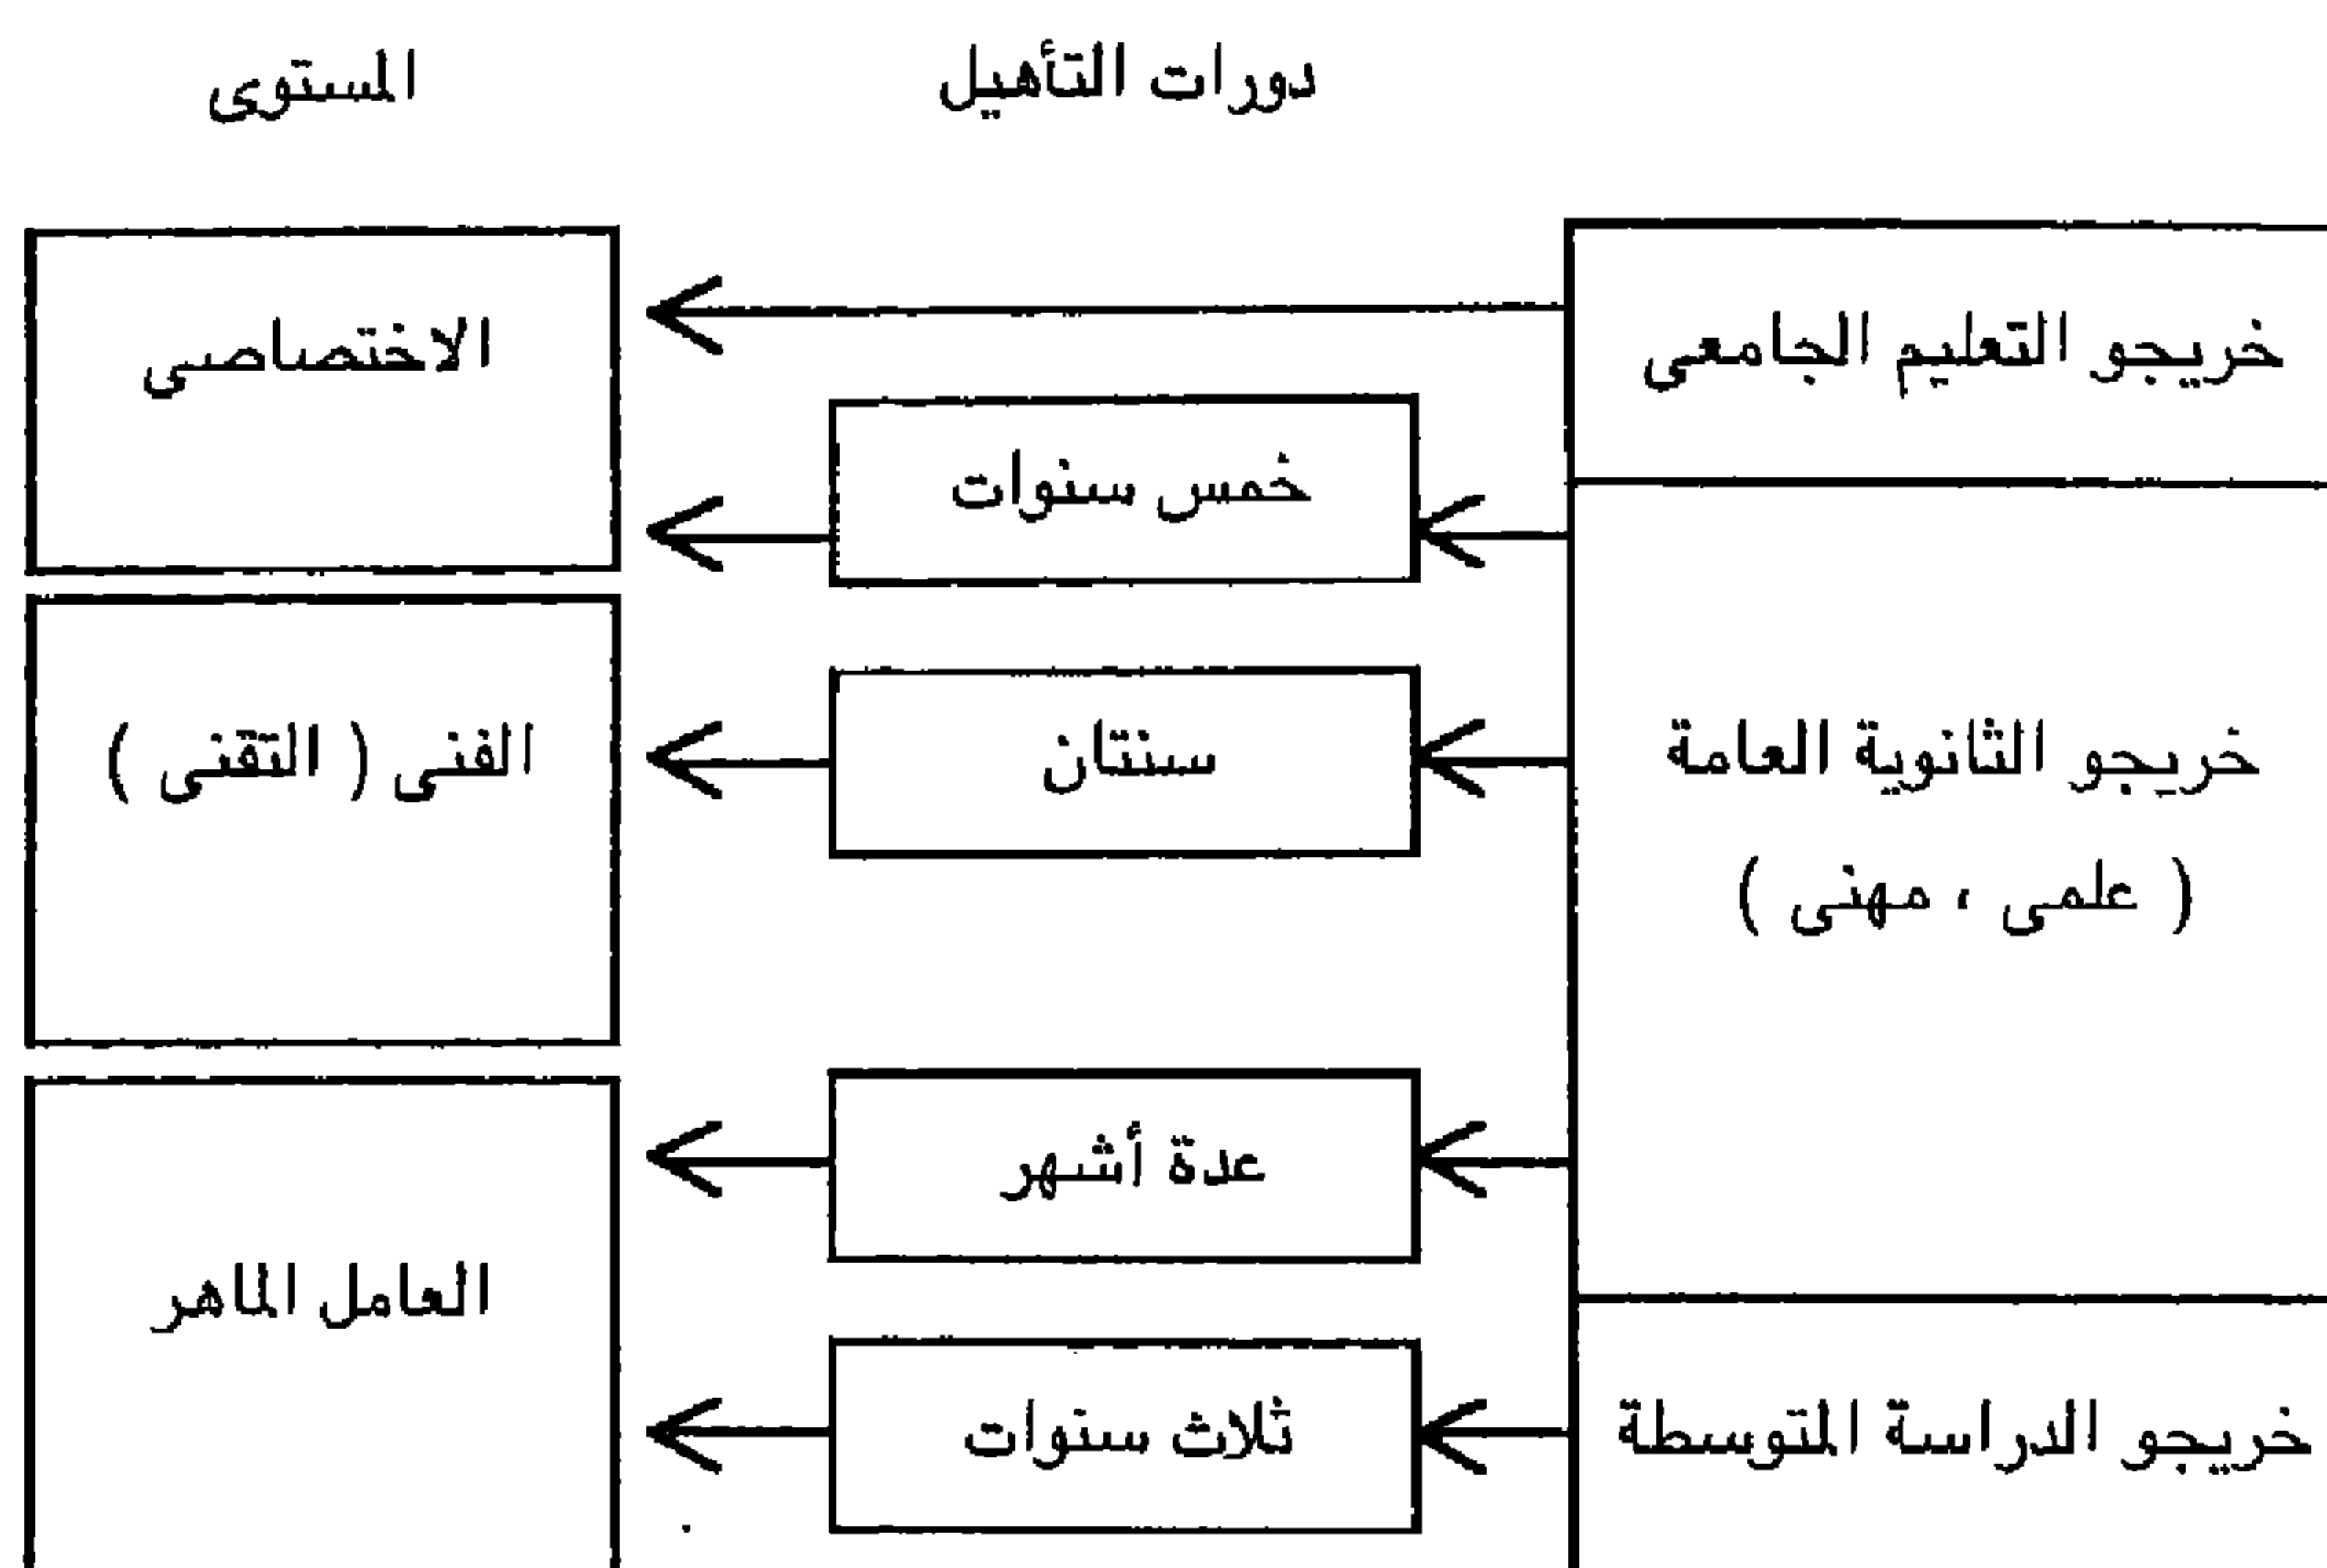 دورات التأهيل
المستوى
خريجو التعليم الجامعى
الاختصاصى
خمس سنوات
خريجو الثانوية العامة
( علمى ، مهنى )
سنتان
الفنى ( التقنى )
عدة أشهر
العامل الماهر
خريجو الدراسة المتوسطة
ثلاث سنوات